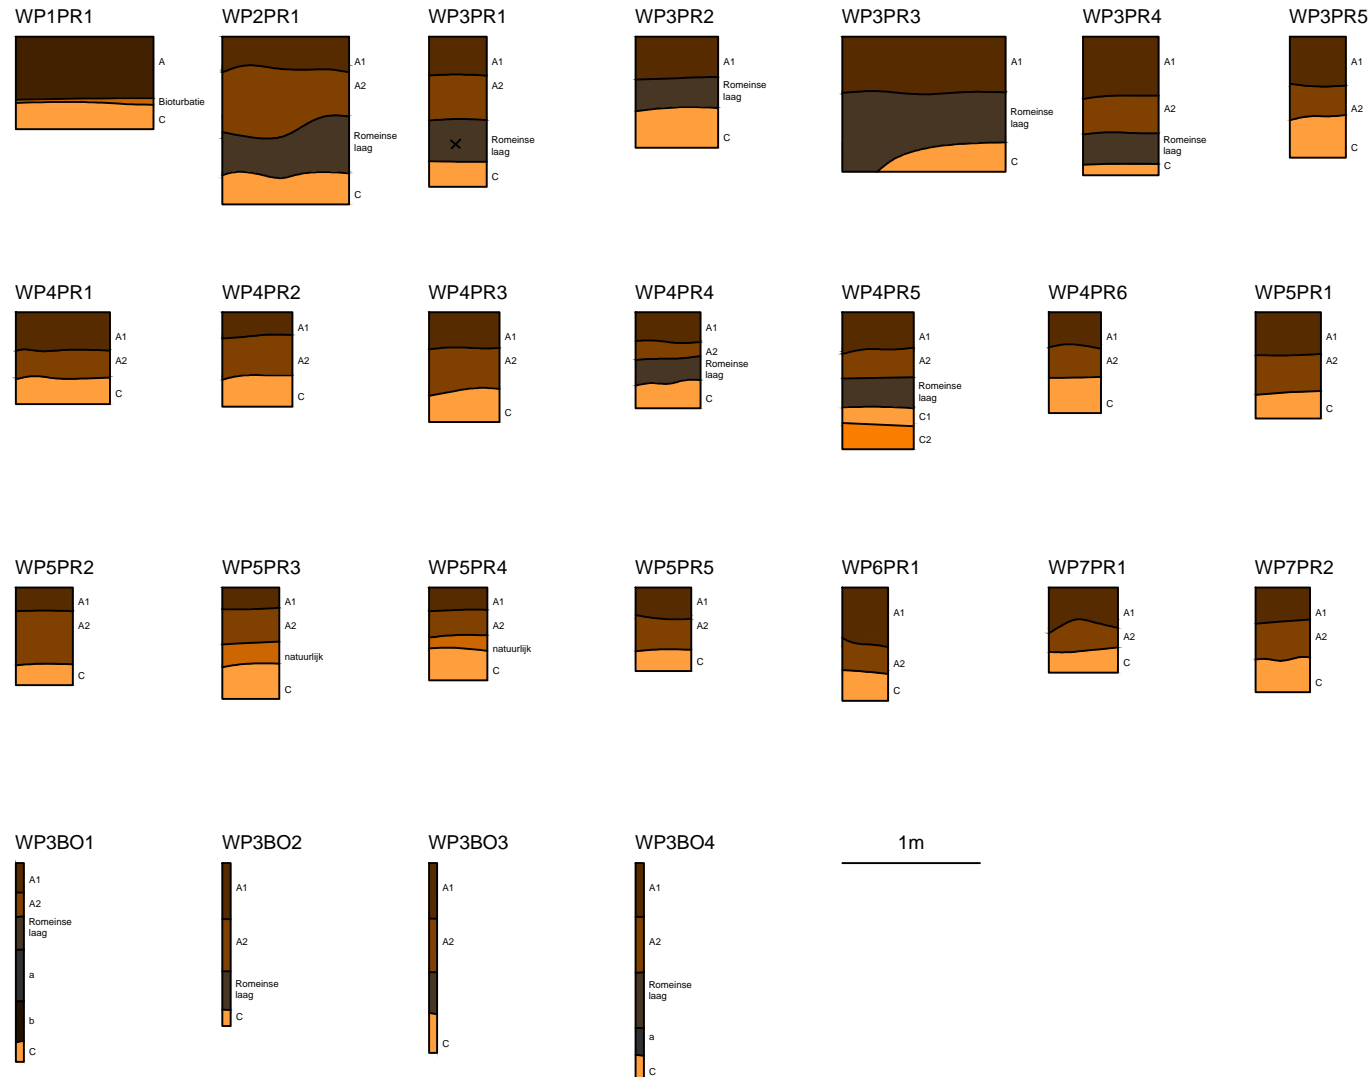 WP1PR1
A
Bioturbatie
C
WP2PR1
A1
A2
Romeinse
laag
C
WP3PR1
A1
A2
Romeinse
laag
C
WP3PR2
A1
Romeinse
laag
C
WP3PR3
A1
Romeinse
laag
C
WP3PR4
A1
A2
Romeinse
laag
C
WP3PR5
A1
A2
C
WP4PR1
A1
A2
C
WP4PR2
A1
A2
C
WP4PR3
A1
A2
C
WP4PR4
A1
A2
Romeinse
laag
C
WP4PR5
A1
A2
Romeinse
laag
C1
C2
WP4PR6
A1
A2
C
WP5PR1
A1
A2
C
WP5PR2
A1
A2
C
WP5PR3
A1
A2
natuurlijk
C
WP5PR4
A1
A2
natuurlijk
C
WP5PR5
A1
A2
C
WP6PR1
A1
A2
C
WP7PR1
A1
A2
C
WP7PR2
A1
A2
C
WP3BO1
A1
A2
Romeinse
laag
a
b
C
WP3BO2
A1
A2
Romeinse
laag
C
WP3BO3
A1
A2
C
WP3BO4
A1
A2
Romeinse
laag
a
C
1m